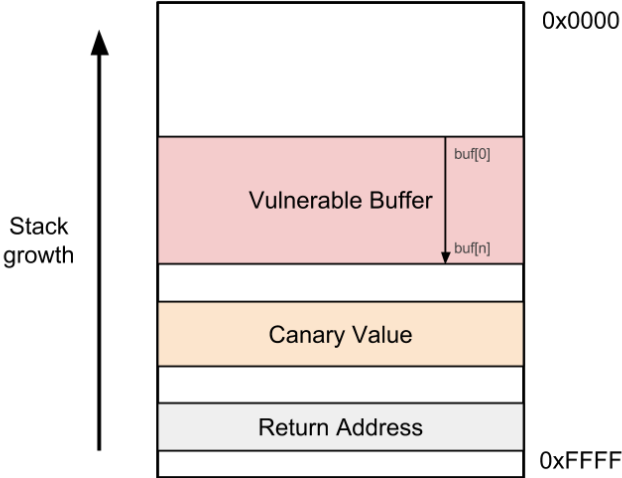 0x0000
buf[0]
Vulnerable Buffer
Stack
growth
buf[n]
Canary Value
Return Address
0xFFFF